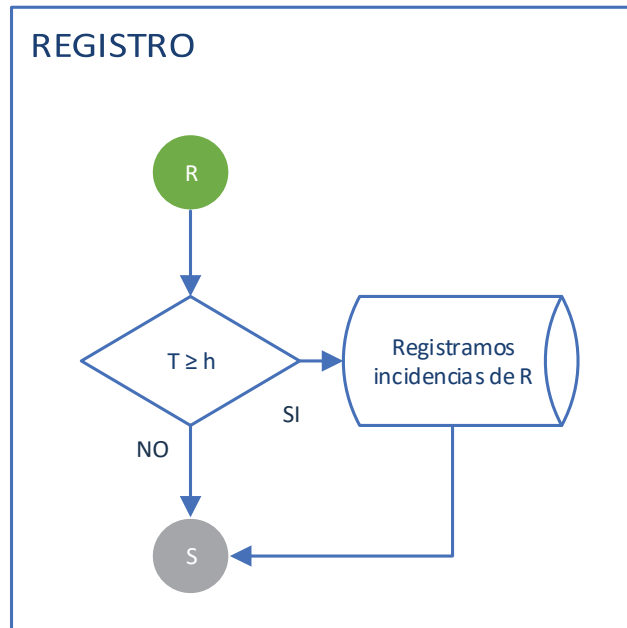 REGISTRO
R
T ≥ h
Registramos
incidencias de R
SI
NO
S